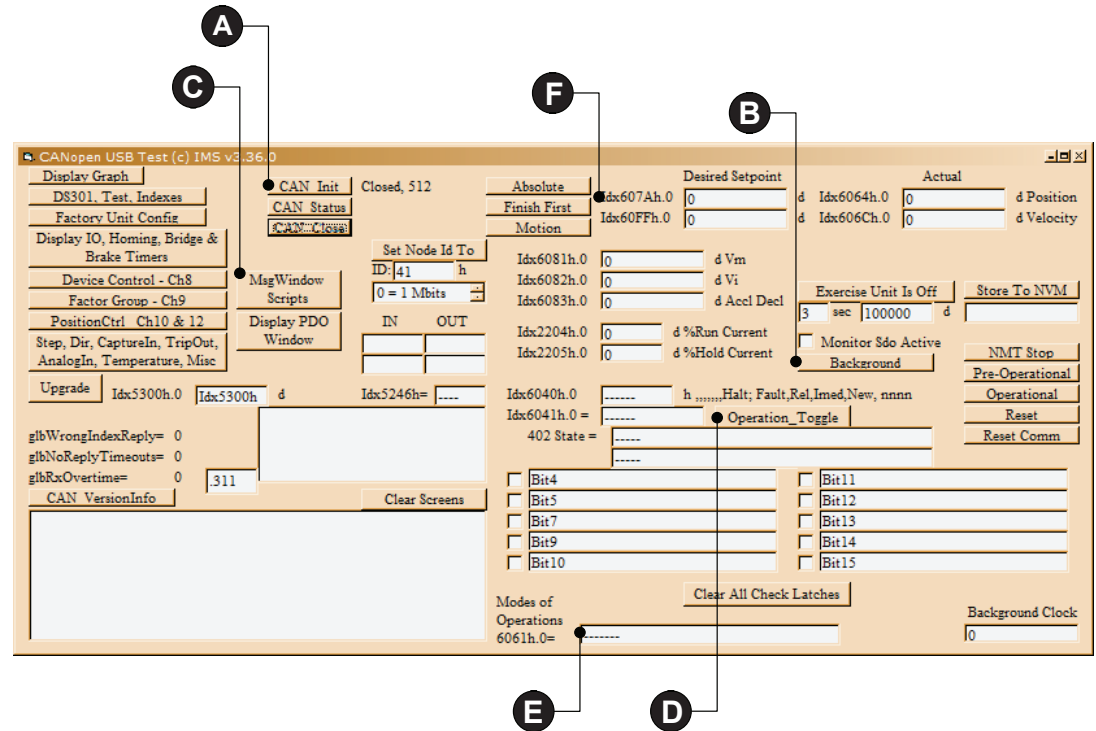 A
C
F
B
CANopen USB Test (c) IMS v3.36.0
Display Graph
DS301, Test, Indexes
Factory Unit Config
Display IO, Homing, Bridge &
Brake Timers
Device Control - Ch8
Factor Group - Ch9
PositionCtrl Ch10 & 12
Step, Dir, CaptureIn, TripOut,
AnalogIn, Temperature, Misc
CAN Init
Closed, 512
CAN Status
CAN Close
Set Node Id To
ID: 41 h
0 = 1 Mbits
MsgWindow
Scripts
Display PDO
Window
IN OUT
Upgrade
Idx5300h.0 Idx5300h d
Idx5246h= ----
glbWrongIndexReply= 0
glbNoReplyTimeouts= 0
glbRxOvertime= 0 .311
CAN VersionInfo
Clear Screens
Absolute
Finish First
Motion
Desired Setpoint
Actual
Idx607Ah.0 0 d Idx6064h.0 0 d Position
Idx60FFh.0 0 d Idx606Ch.0 0 d Velocity
Idx6081h.0 0 d Vm
Idx6082h.0 0 d Vi
Idx6083h.0 0 d Accl Decl
Idx2204h.0 0 d %Run Current
Idx2205h.0 0 d %Hold Current
Exercise Unit Is Off
3 sec 100000 d
Monitor Sdo Active
Background
Store To NVM
NMT Stop
Pre-Operational
Operational
Reset
Reset Comm
Idx6040h.0 ------ h ,,,,,,,Halt; Fault,Rel,Imed,New, nnnn
Idx6041h.0 = ------ Operation_Toggle
402 State = -----
-----
Bit4 Bit11
Bit5 Bit12
Bit7 Bit13
Bit9 Bit14
Bit10 Bit15
Clear All Check Latches
Modes of
Operations
6061h.0= -------
Background Clock
0
E
D